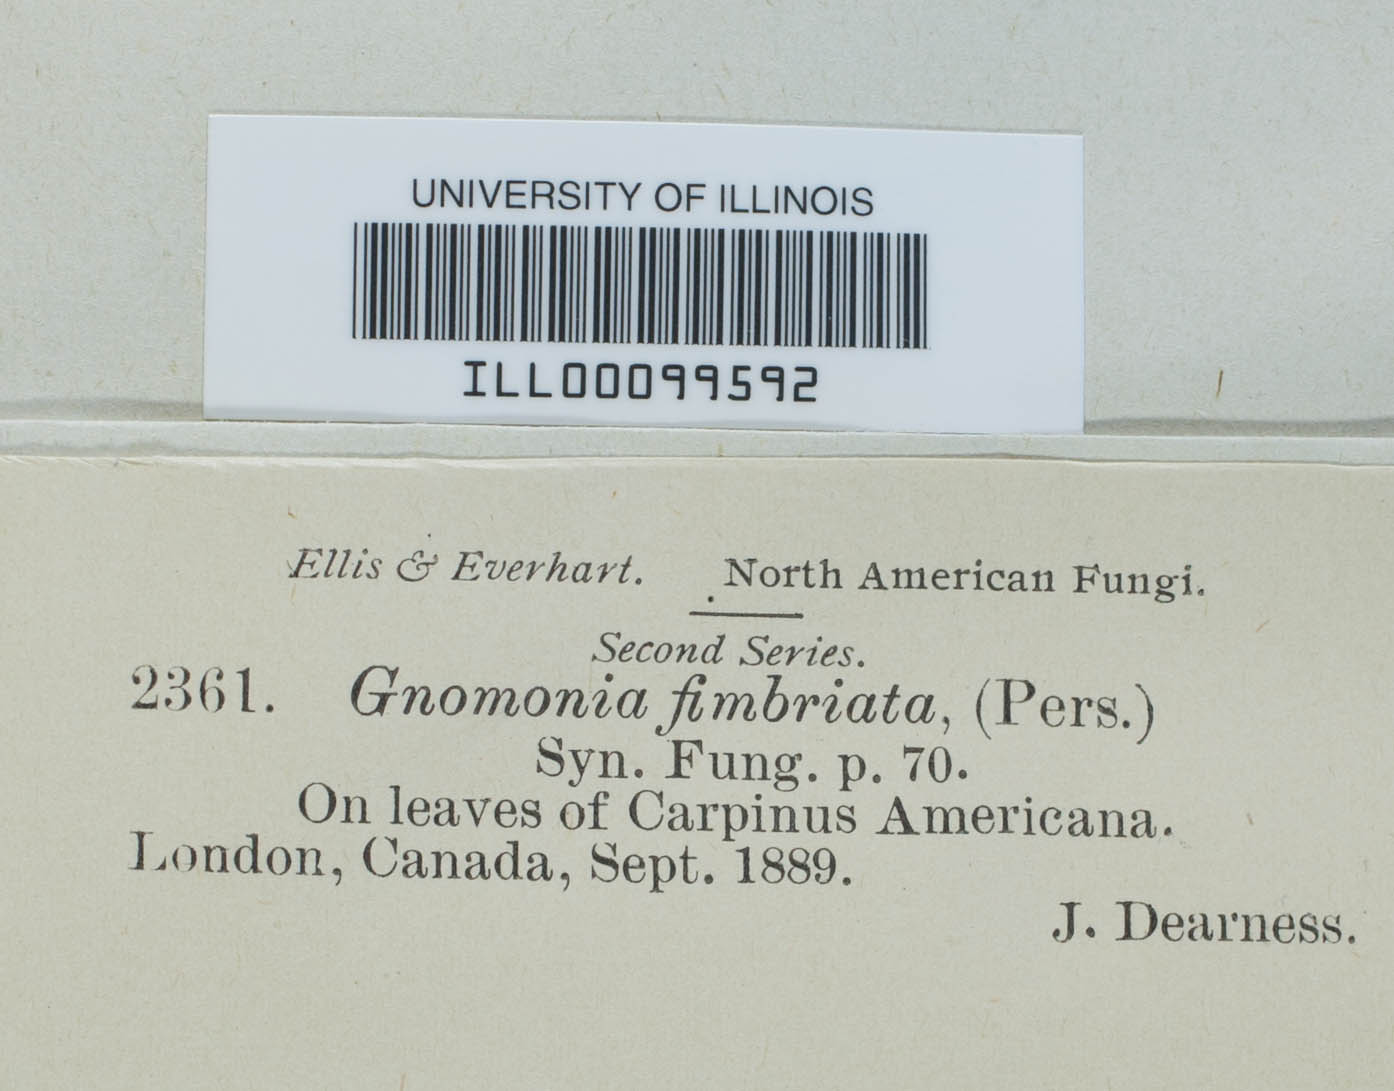 UNIVERSITY OF ILLINOIS
ILL00099592
Ellis & Everhart. North American Fungi.
Second Series.
2361. Gnomonia fimbriata, (Pers.)
Syn. Fung. p. 70.
On leaves of Carpinus Americana.
London, Canada, Sept. 1889.
J. Dearness.